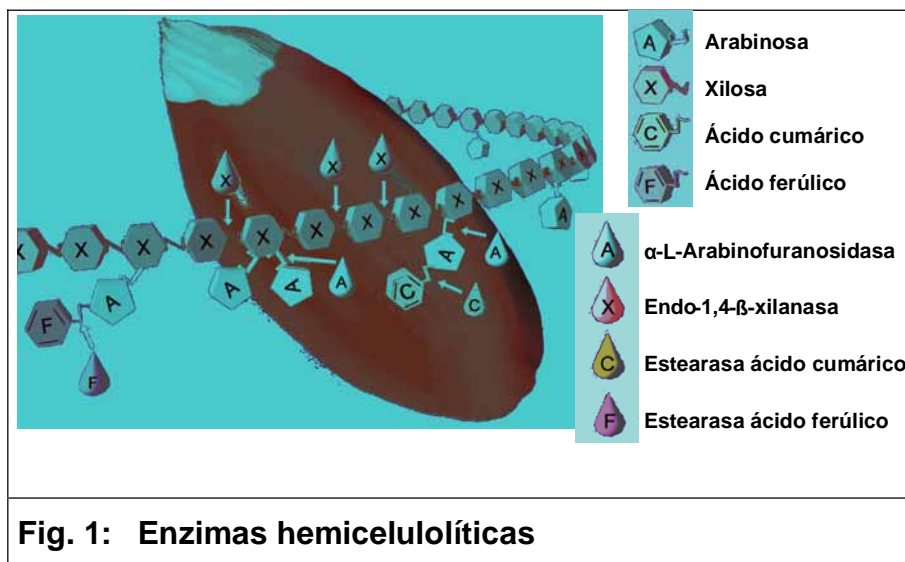 A Arabinosa
X Xilosa
C Ácido cumárico
F Ácido ferúlico
A α-L-Arabinofuranosidasa
X Endo-1,4-ß-xilanasa
C Estearasa ácido cumárico
F Estearasa ácido ferúlico
X X X
X X X X X X X X X X X X X
A A A A A
F C
A A C F
Fig. 1: Enzimas hemicelulolíticas